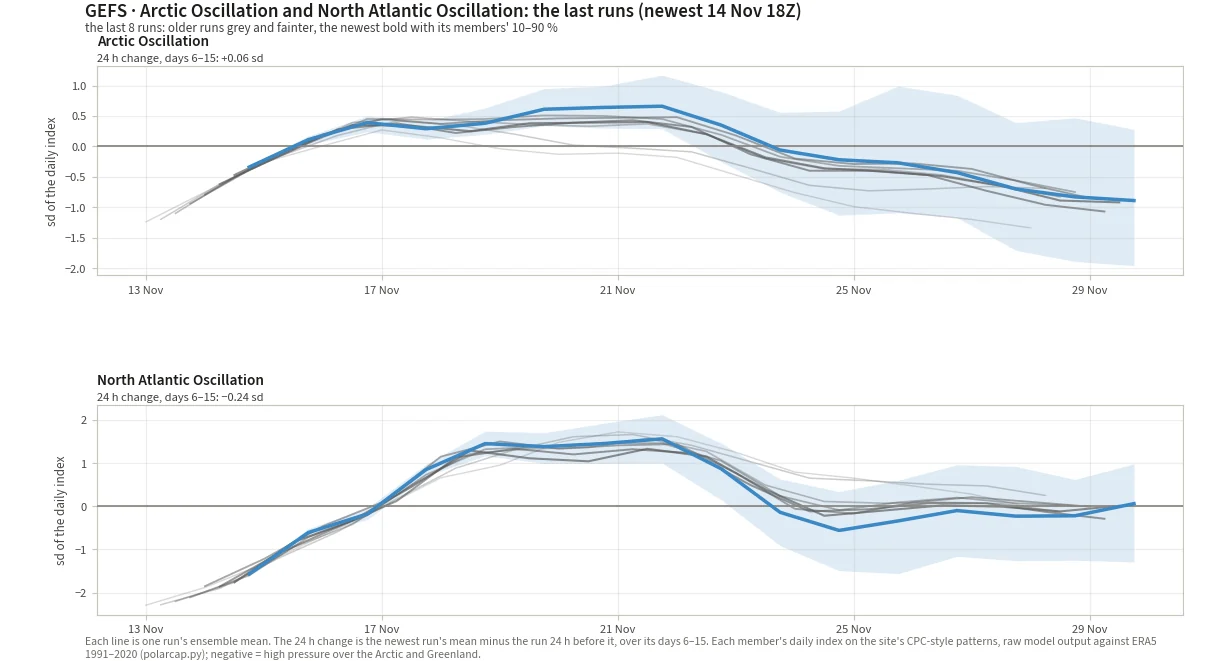 GEFS · Arctic Oscillation and North Atlantic Oscillation: the last runs (newest 14 Nov 18Z)
the last 8 runs: older runs grey and fainter, the newest bold with its members' 10–90 %
Arctic Oscillation
24 h change, days 6–15: +0.06 sd
sd of the daily index
1.0
0.5
0.0
−0.5
−1.0
−1.5
−2.0
13 Nov 17 Nov 21 Nov 25 Nov 29 Nov
North Atlantic Oscillation
24 h change, days 6–15: −0.24 sd
sd of the daily index
2
1
0
−1
−2
13 Nov 17 Nov 21 Nov 25 Nov 29 Nov
Each line is one run's ensemble mean. The 24 h change is the newest run's mean minus the run 24 h before it, over its days 6–15. Each member's daily index on the site's CPC-style patterns, raw model output against ERA5
1991–2020 (polarcap.py); negative = high pressure over the Arctic and Greenland.